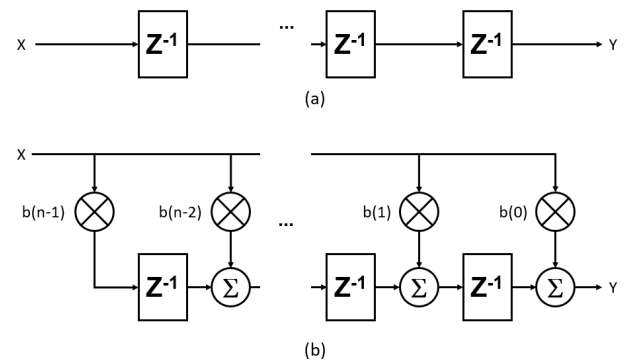 ...
X Z-1 Z-1 Z-1 Y
(a)
X
b(n-1) b(n-2) b(1) b(0)
...
Z-1 Σ Z-1 Σ Z-1 Σ Y
(b)